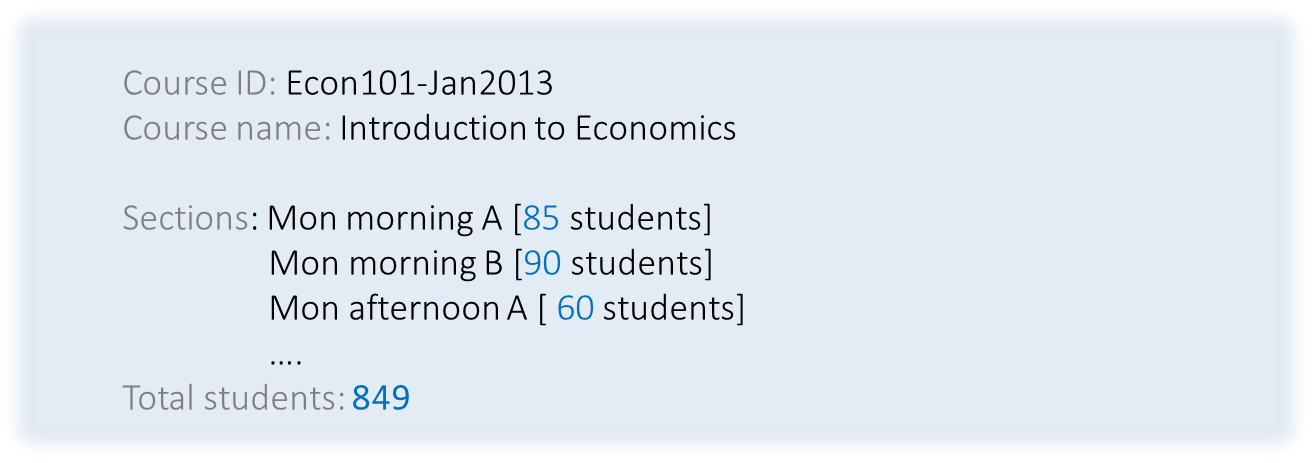 Course ID: Econ101-Jan2013
Course name: Introduction to Economics
Sections: Mon morning A [85 students]
Mon morning B [90 students]
Mon afternoon A [ 60 students]
....
Total students: 849